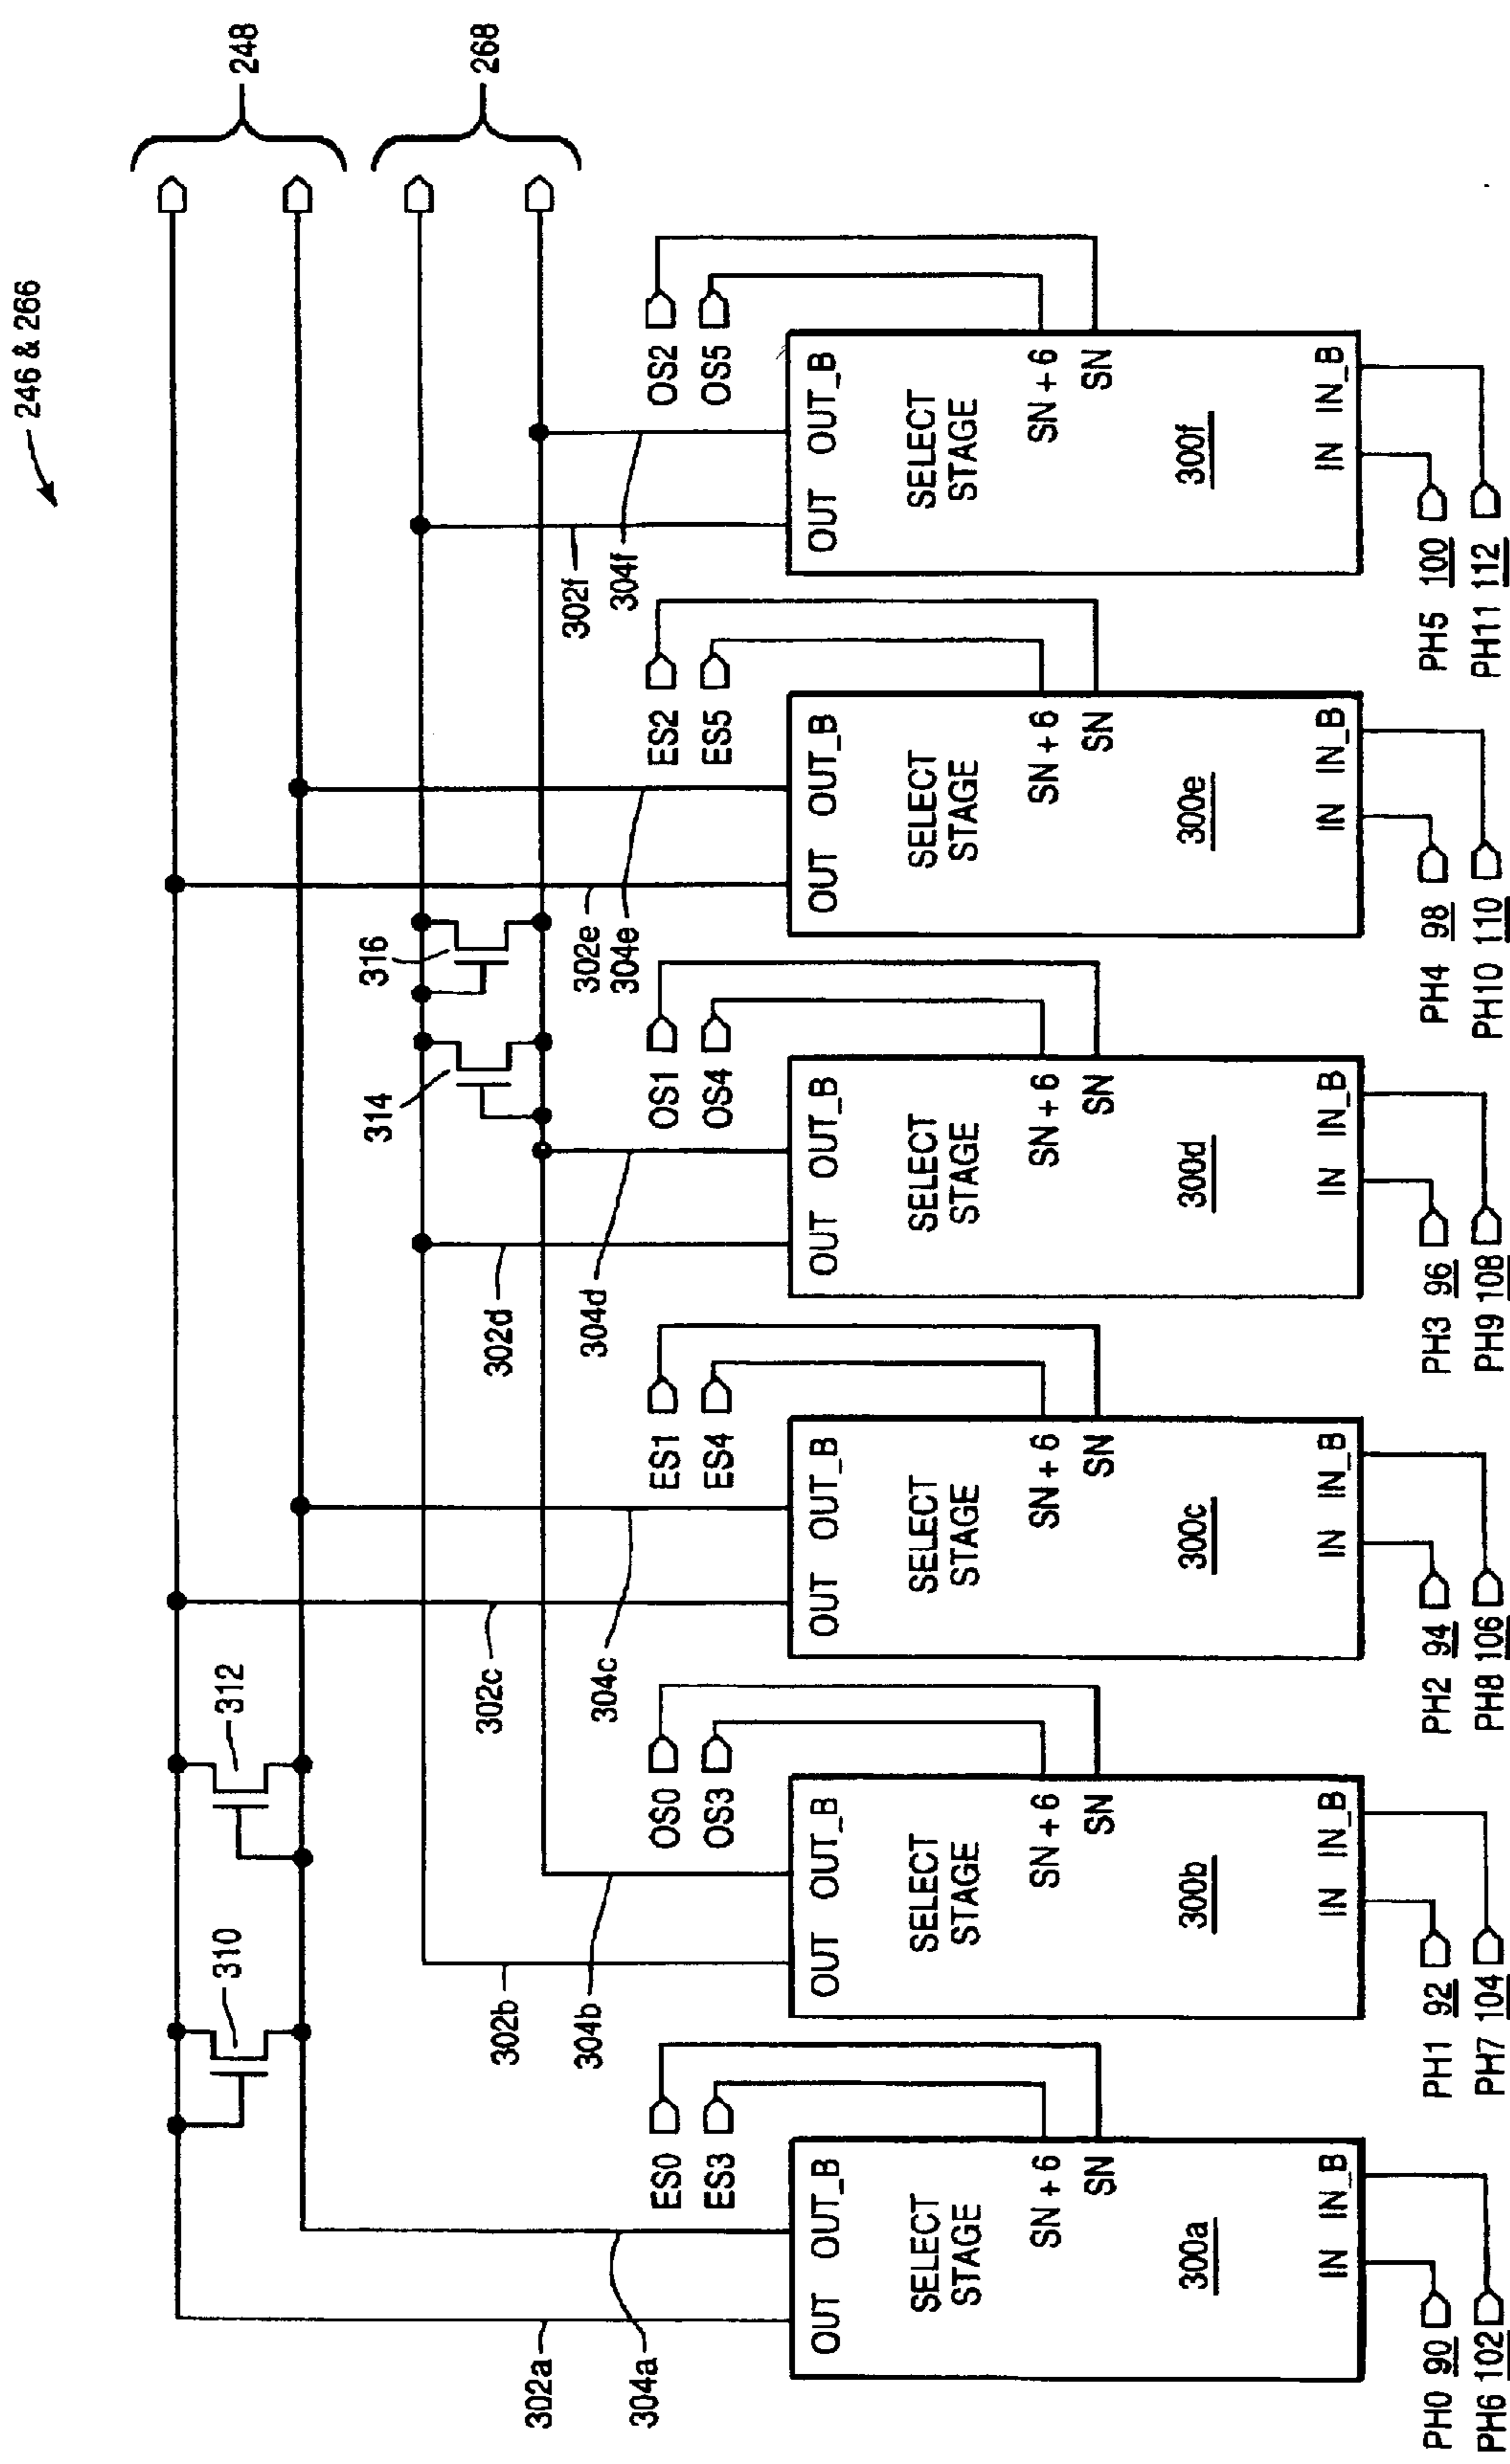 246 & 266
248
268
310
312
314
316
302a
304a
302b
304b
302c
304c
302d
304d
302e
304e
302f
304f
ES0
ES3
OS0
OS3
ES1
ES4
OS1
OS4
ES2
ES5
OS2
OS5
OUT OUT_B
SELECT
STAGE
SN + 6
SN
300a
IN IN_B
OUT OUT_B
SELECT
STAGE
SN + 6
SN
300b
IN IN_B
OUT OUT_B
SELECT
STAGE
SN + 6
SN
300c
IN IN_B
OUT OUT_B
SELECT
STAGE
SN + 6
SN
300d
IN IN_B
OUT OUT_B
SELECT
STAGE
SN + 6
SN
300e
IN IN_B
OUT OUT_B
SELECT
STAGE
SN + 6
SN
300f
IN IN_B
PH0 90
PH6 102
PH1 92
PH7 104
PH2 94
PH8 106
PH3 96
PH9 108
PH4 98
PH10 110
PH5 100
PH11 112